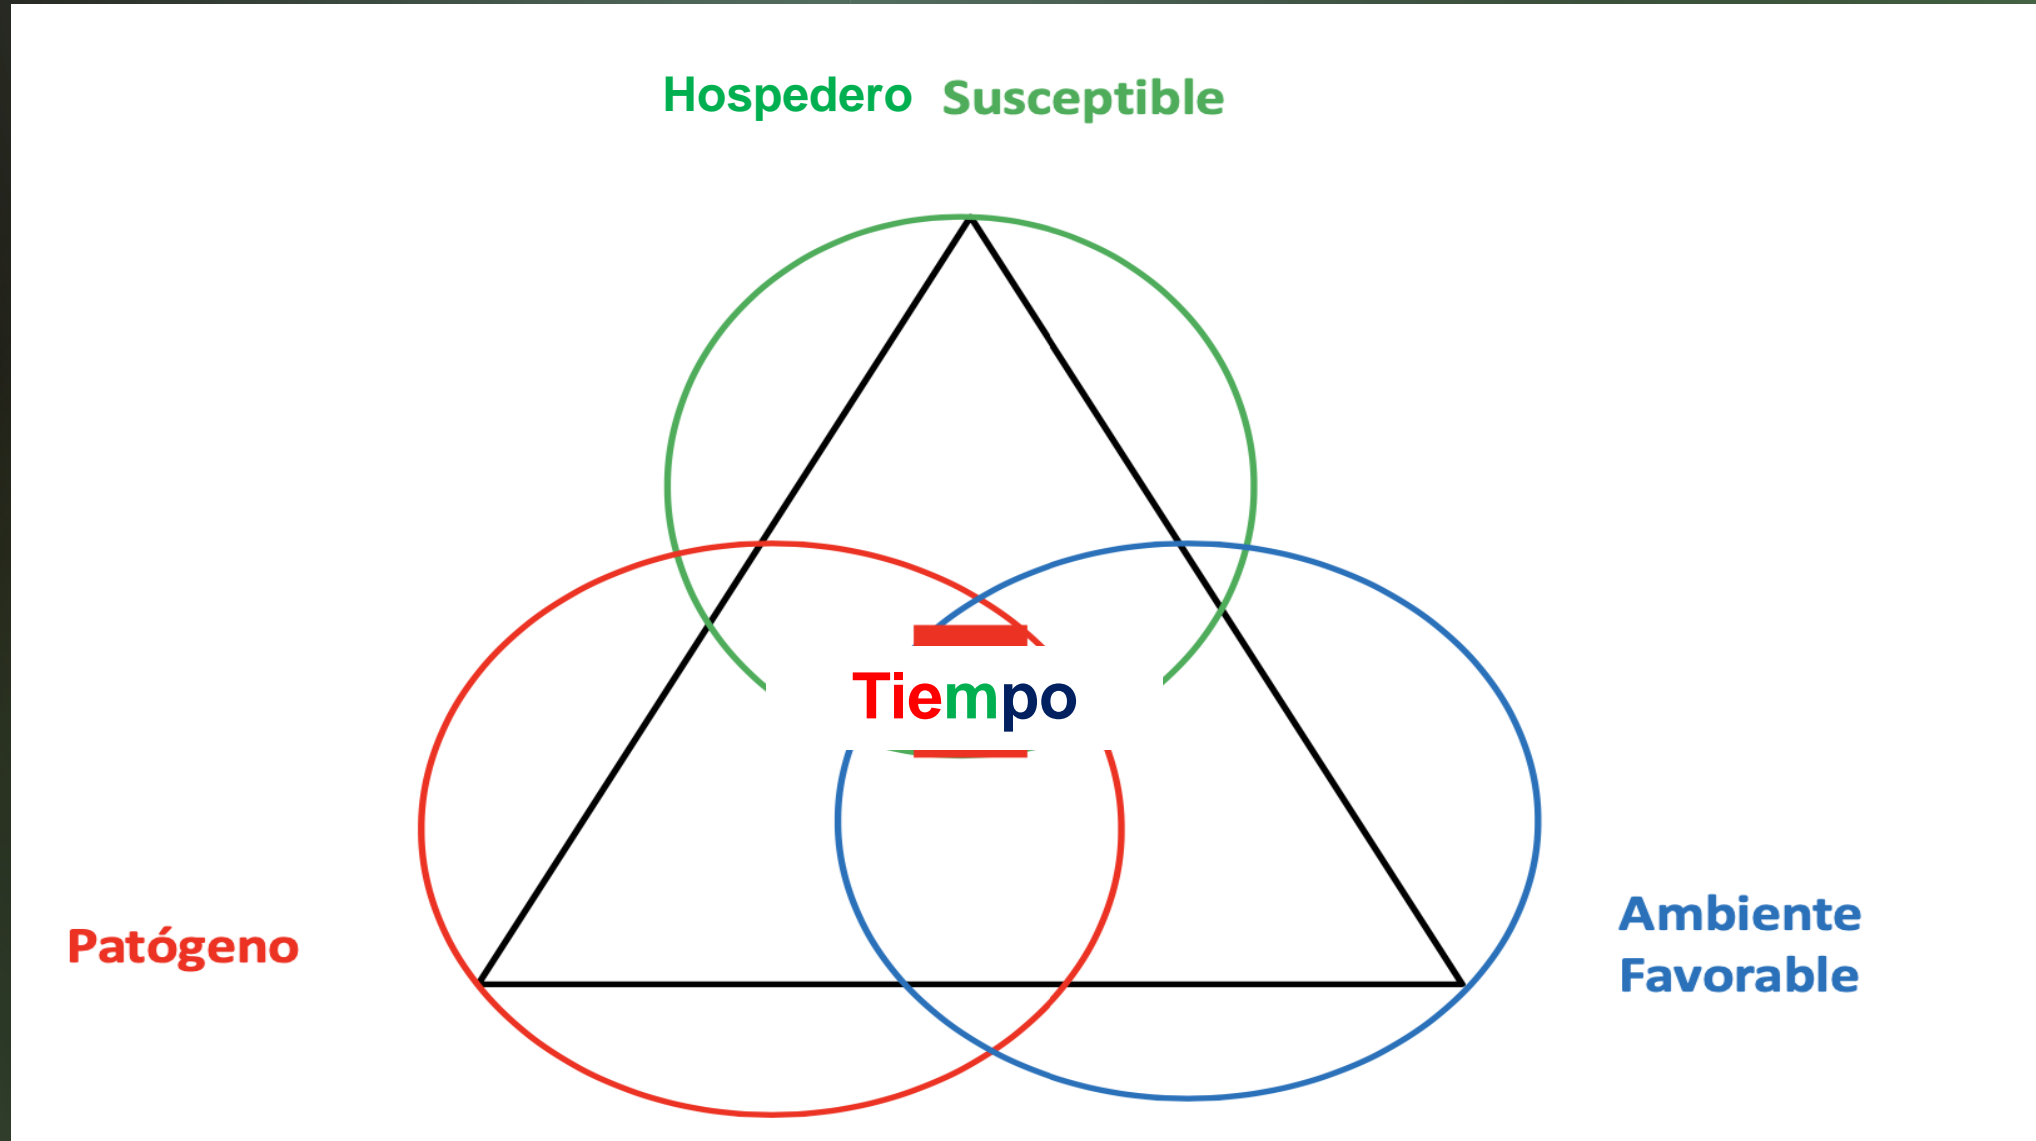 Hospedero Susceptible
Tiempo
Patógeno
Ambiente
Favorable